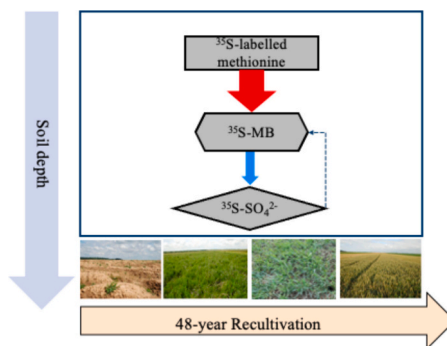 ³⁵S-labelled
methionine
³⁵S-MB
³⁵S-SO₄²⁻
Soil depth
48-year Recultivation